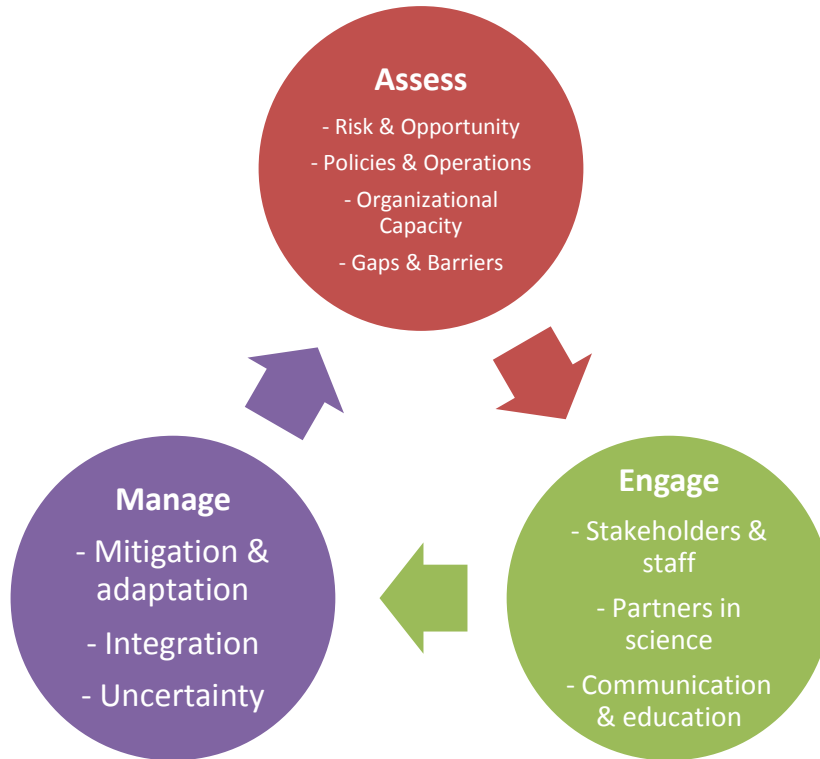 Assess
- Risk & Opportunity
- Policies & Operations
- Organizational
Capacity
- Gaps & Barriers
Engage
- Stakeholders &
staff
- Partners in
science
- Communication
& education
Manage
- Mitigation &
adaptation
- Integration
- Uncertainty